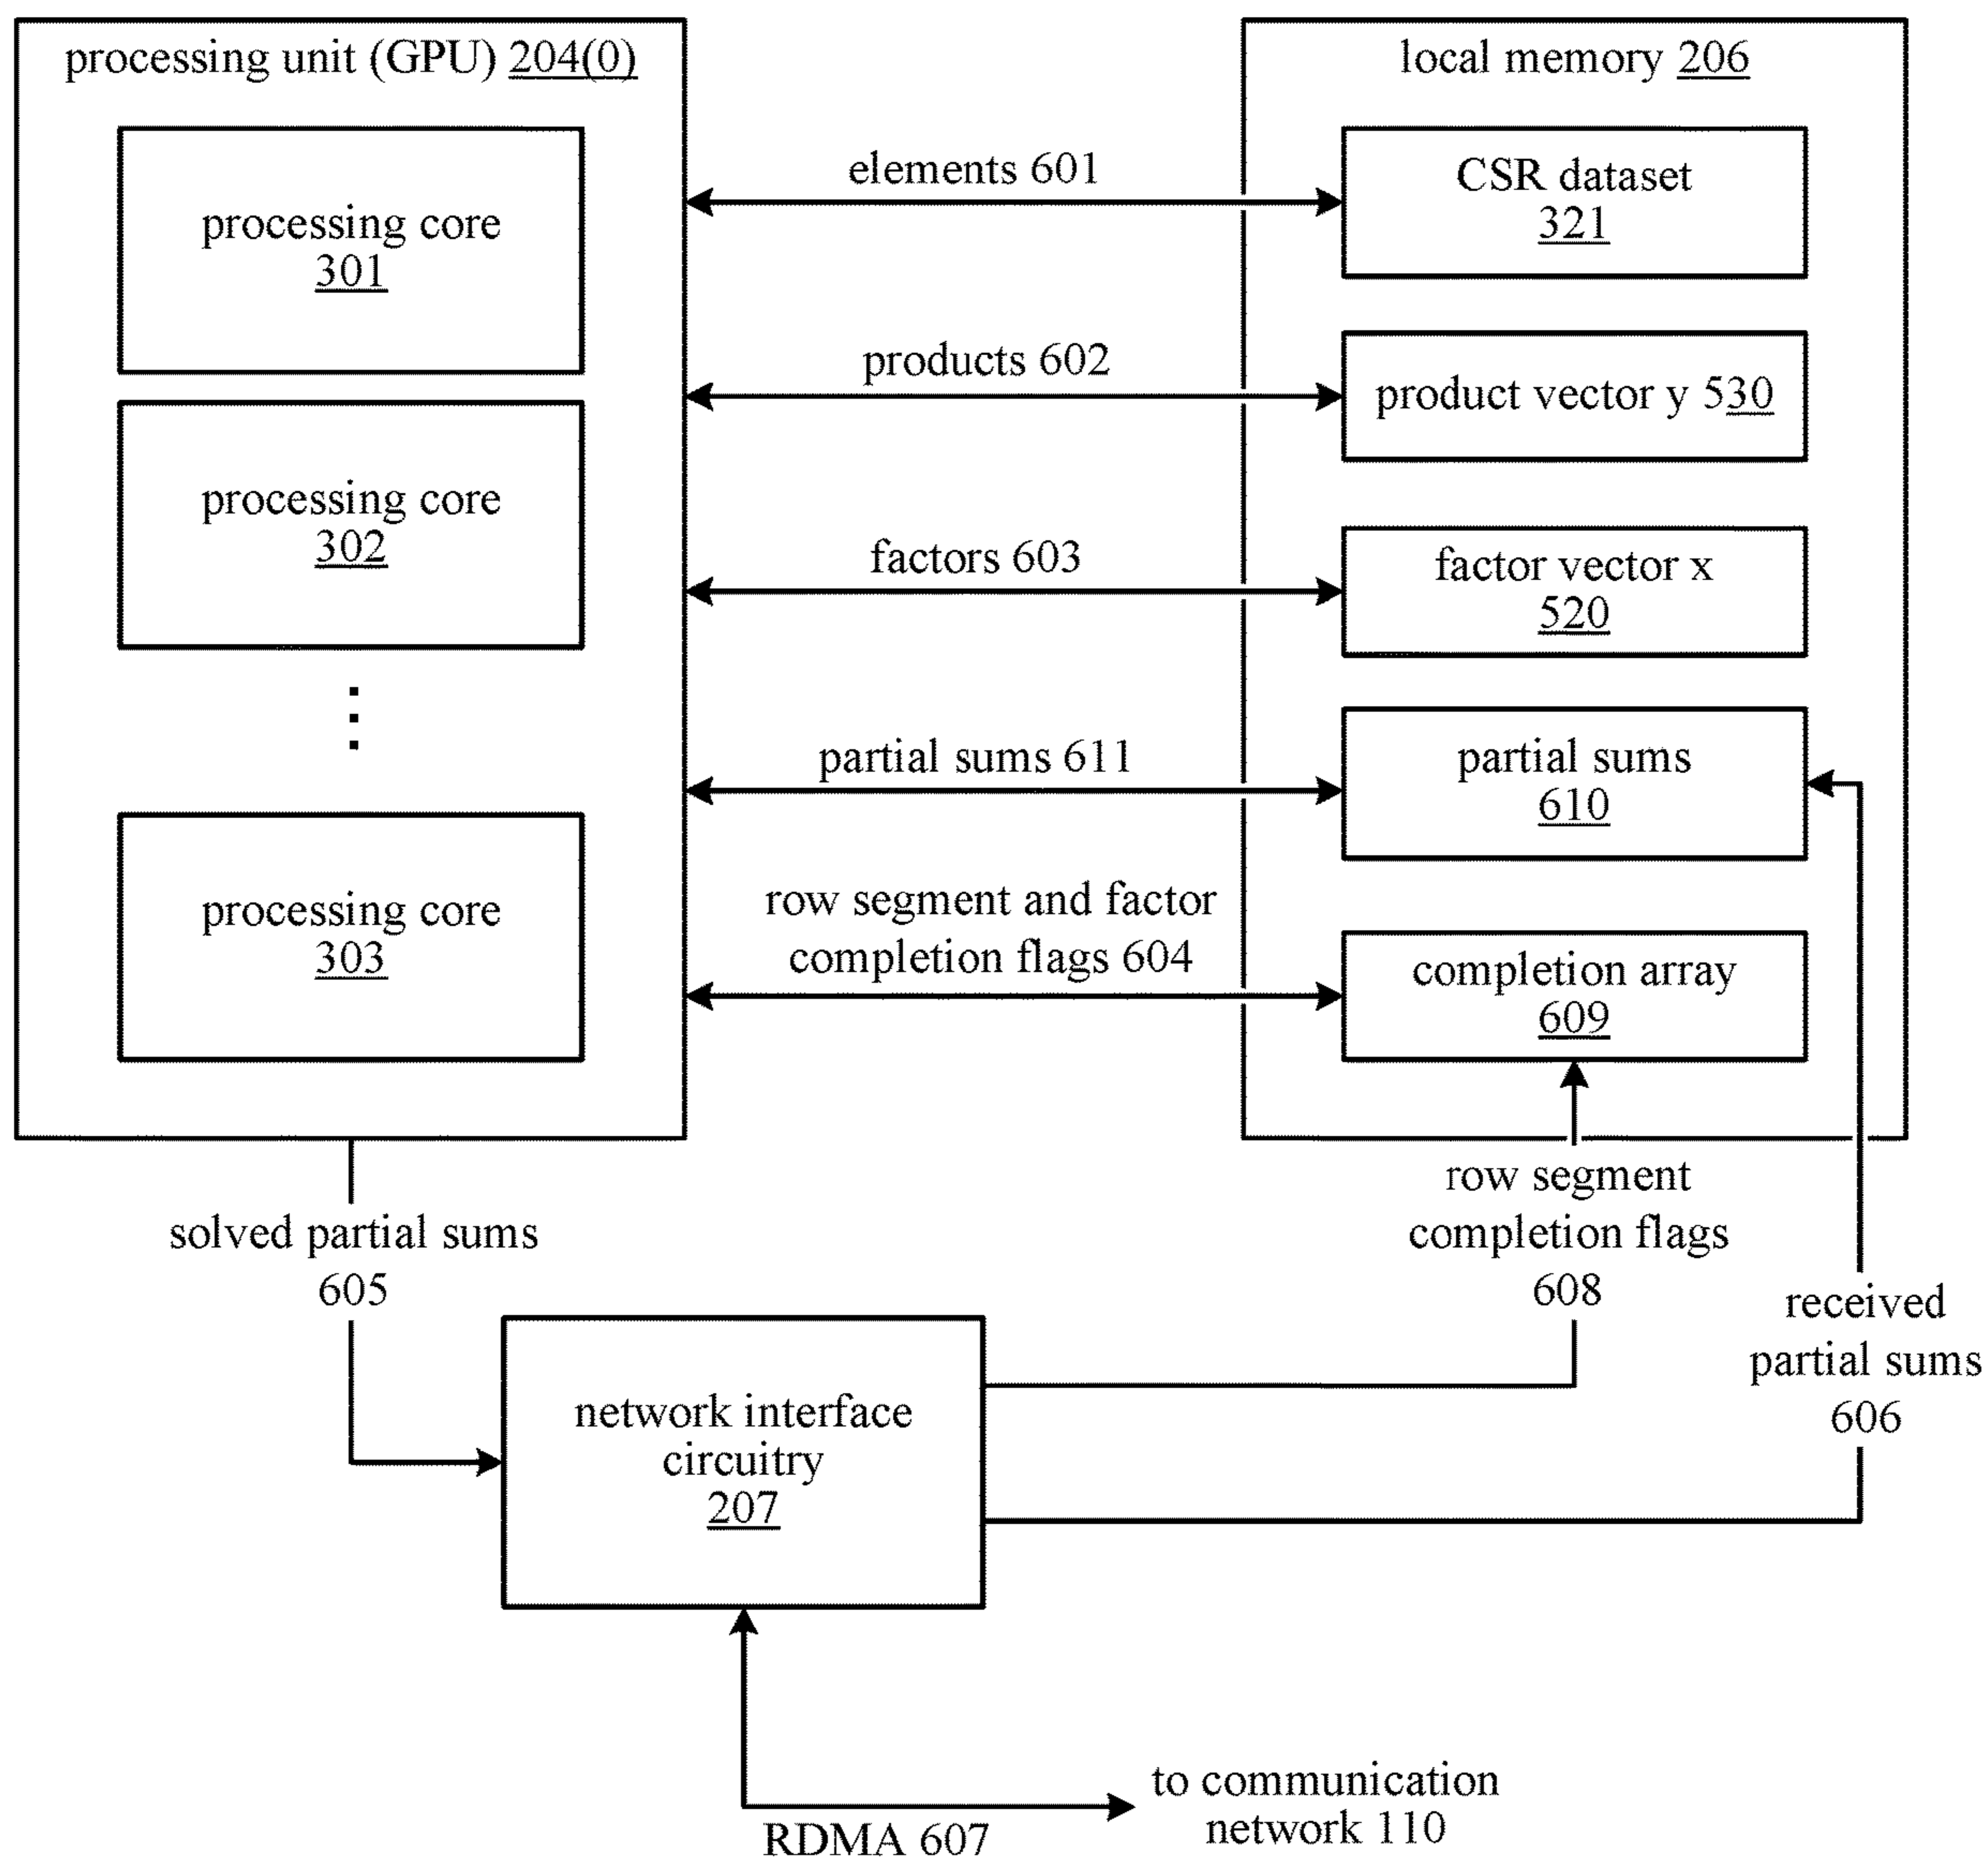 processing unit (GPU) 204(0)
processing core
301
processing core
302
processing core
303
elements 601
products 602
factors 603
partial sums 611
row segment and factor
completion flags 604
local memory 206
CSR dataset
321
product vector y 530
factor vector x
520
partial sums
610
completion array
609
solved partial sums
605
row segment
completion flags
608
received
partial sums
606
network interface
circuitry
207
to communication
network 110
RDMA 607